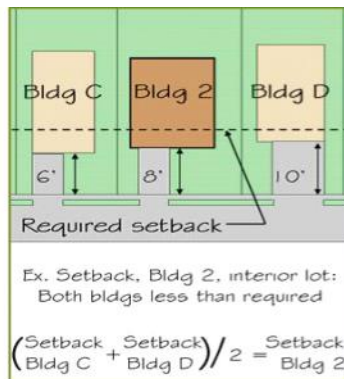 Bldg C
Bldg 2
Bldg D
6'
8'
10'
Required setback
Ex. Setback, Bldg 2, interior lot:
Both bldgs less than required
(Setback Bldg C + Setback Bldg D) / 2 = Setback Bldg 2